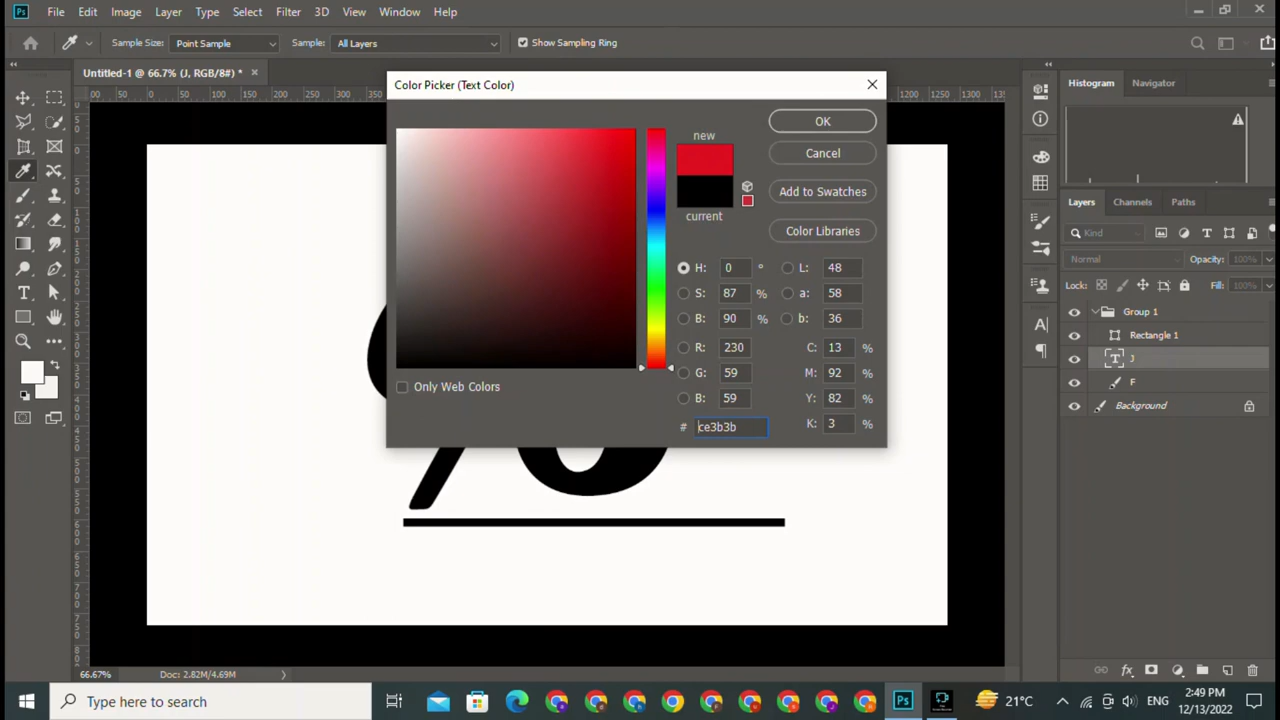 Ps File Edit Image Layer Type Select Filter 3D View Window Help
Sample Size: Point Sample Sample: All Layers Show Sampling Ring
Untitled-1 @ 66.7% (J, RGB/8#) *
Color Picker (Text Color)
Histogram Navigator
OK
new
Cancel
Add to Swatches
current
Color Libraries
H: 0 ° L: 48
S: 87 % a: 58
B: 90 % b: 36
R: 230 C: 13 %
G: 59 M: 92 %
B: 59 Y: 82 %
# ce3b3b K: 3 %
Only Web Colors
Layers Channels Paths
Kind
Normal Opacity: 100%
Lock: Fill: 100%
Group 1
Rectangle 1
J
F
Background
66.67% Doc: 2.82M/4.69M
Type here to search
Ps
21°C
ENG
2:49 PM
12/13/2022